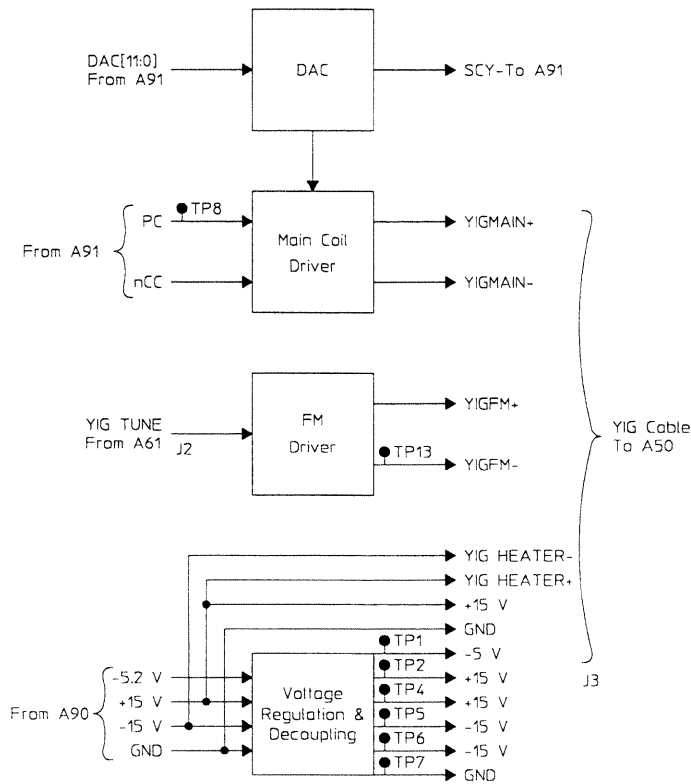 DAC[11:0]
From A91
DAC
SCY-To A91
PC
TP8
From A91
nCC
Main Coil
Driver
YIGMAIN+
YIGMAIN-
YIG TUNE
From A61
J2
FM
Driver
YIGFM+
TP13
YIGFM-
YIG Cable
To A50
YIG HEATER-
YIG HEATER+
+15 V
GND
TP1
-5 V
J3
From A90
-5.2 V
+15 V
-15 V
GND
Voltage
Regulation &
Decoupling
TP2
+15 V
TP4
+15 V
TP5
-15 V
TP6
-15 V
TP7
GND